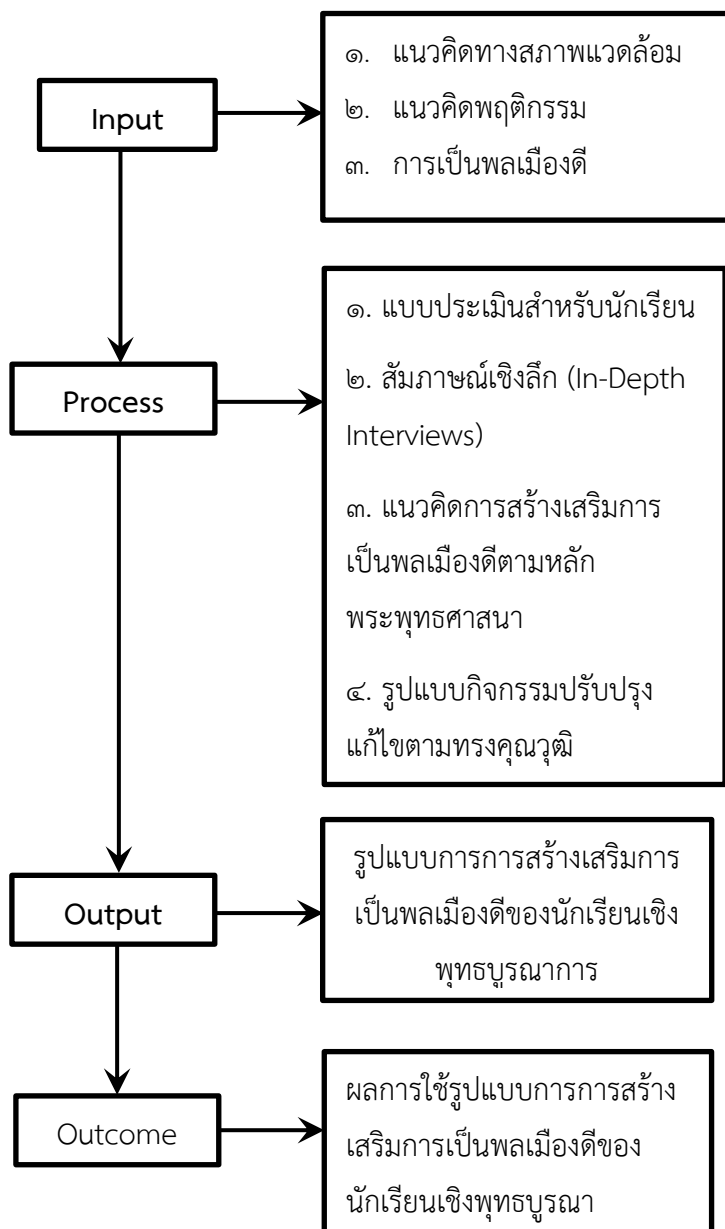 Input
๑. แนวคิดทางสภาพแวดล้อม
๒. แนวคิดพฤติกรรม
๓. การเป็นพลเมืองดี
Process
๑. แบบประเมินสำหรับนักเรียน
๒. สัมภาษณ์เชิงลึก (In-Depth
Interviews)
๓. แนวคิดการสร้างเสริมการ
เป็นพลเมืองดีตามหลัก
พระพุทธศาสนา
๔. รูปแบบกิจกรรมปรับปรุง
แก้ไขตามทรงคุณวุฒิ
Output
รูปแบบการการสร้างเสริมการ
เป็นพลเมืองดีของนักเรียนเชิง
พุทธบูรณาการ
Outcome
ผลการใช้รูปแบบการการสร้าง
เสริมการเป็นพลเมืองดีของ
นักเรียนเชิงพุทธบูรณา